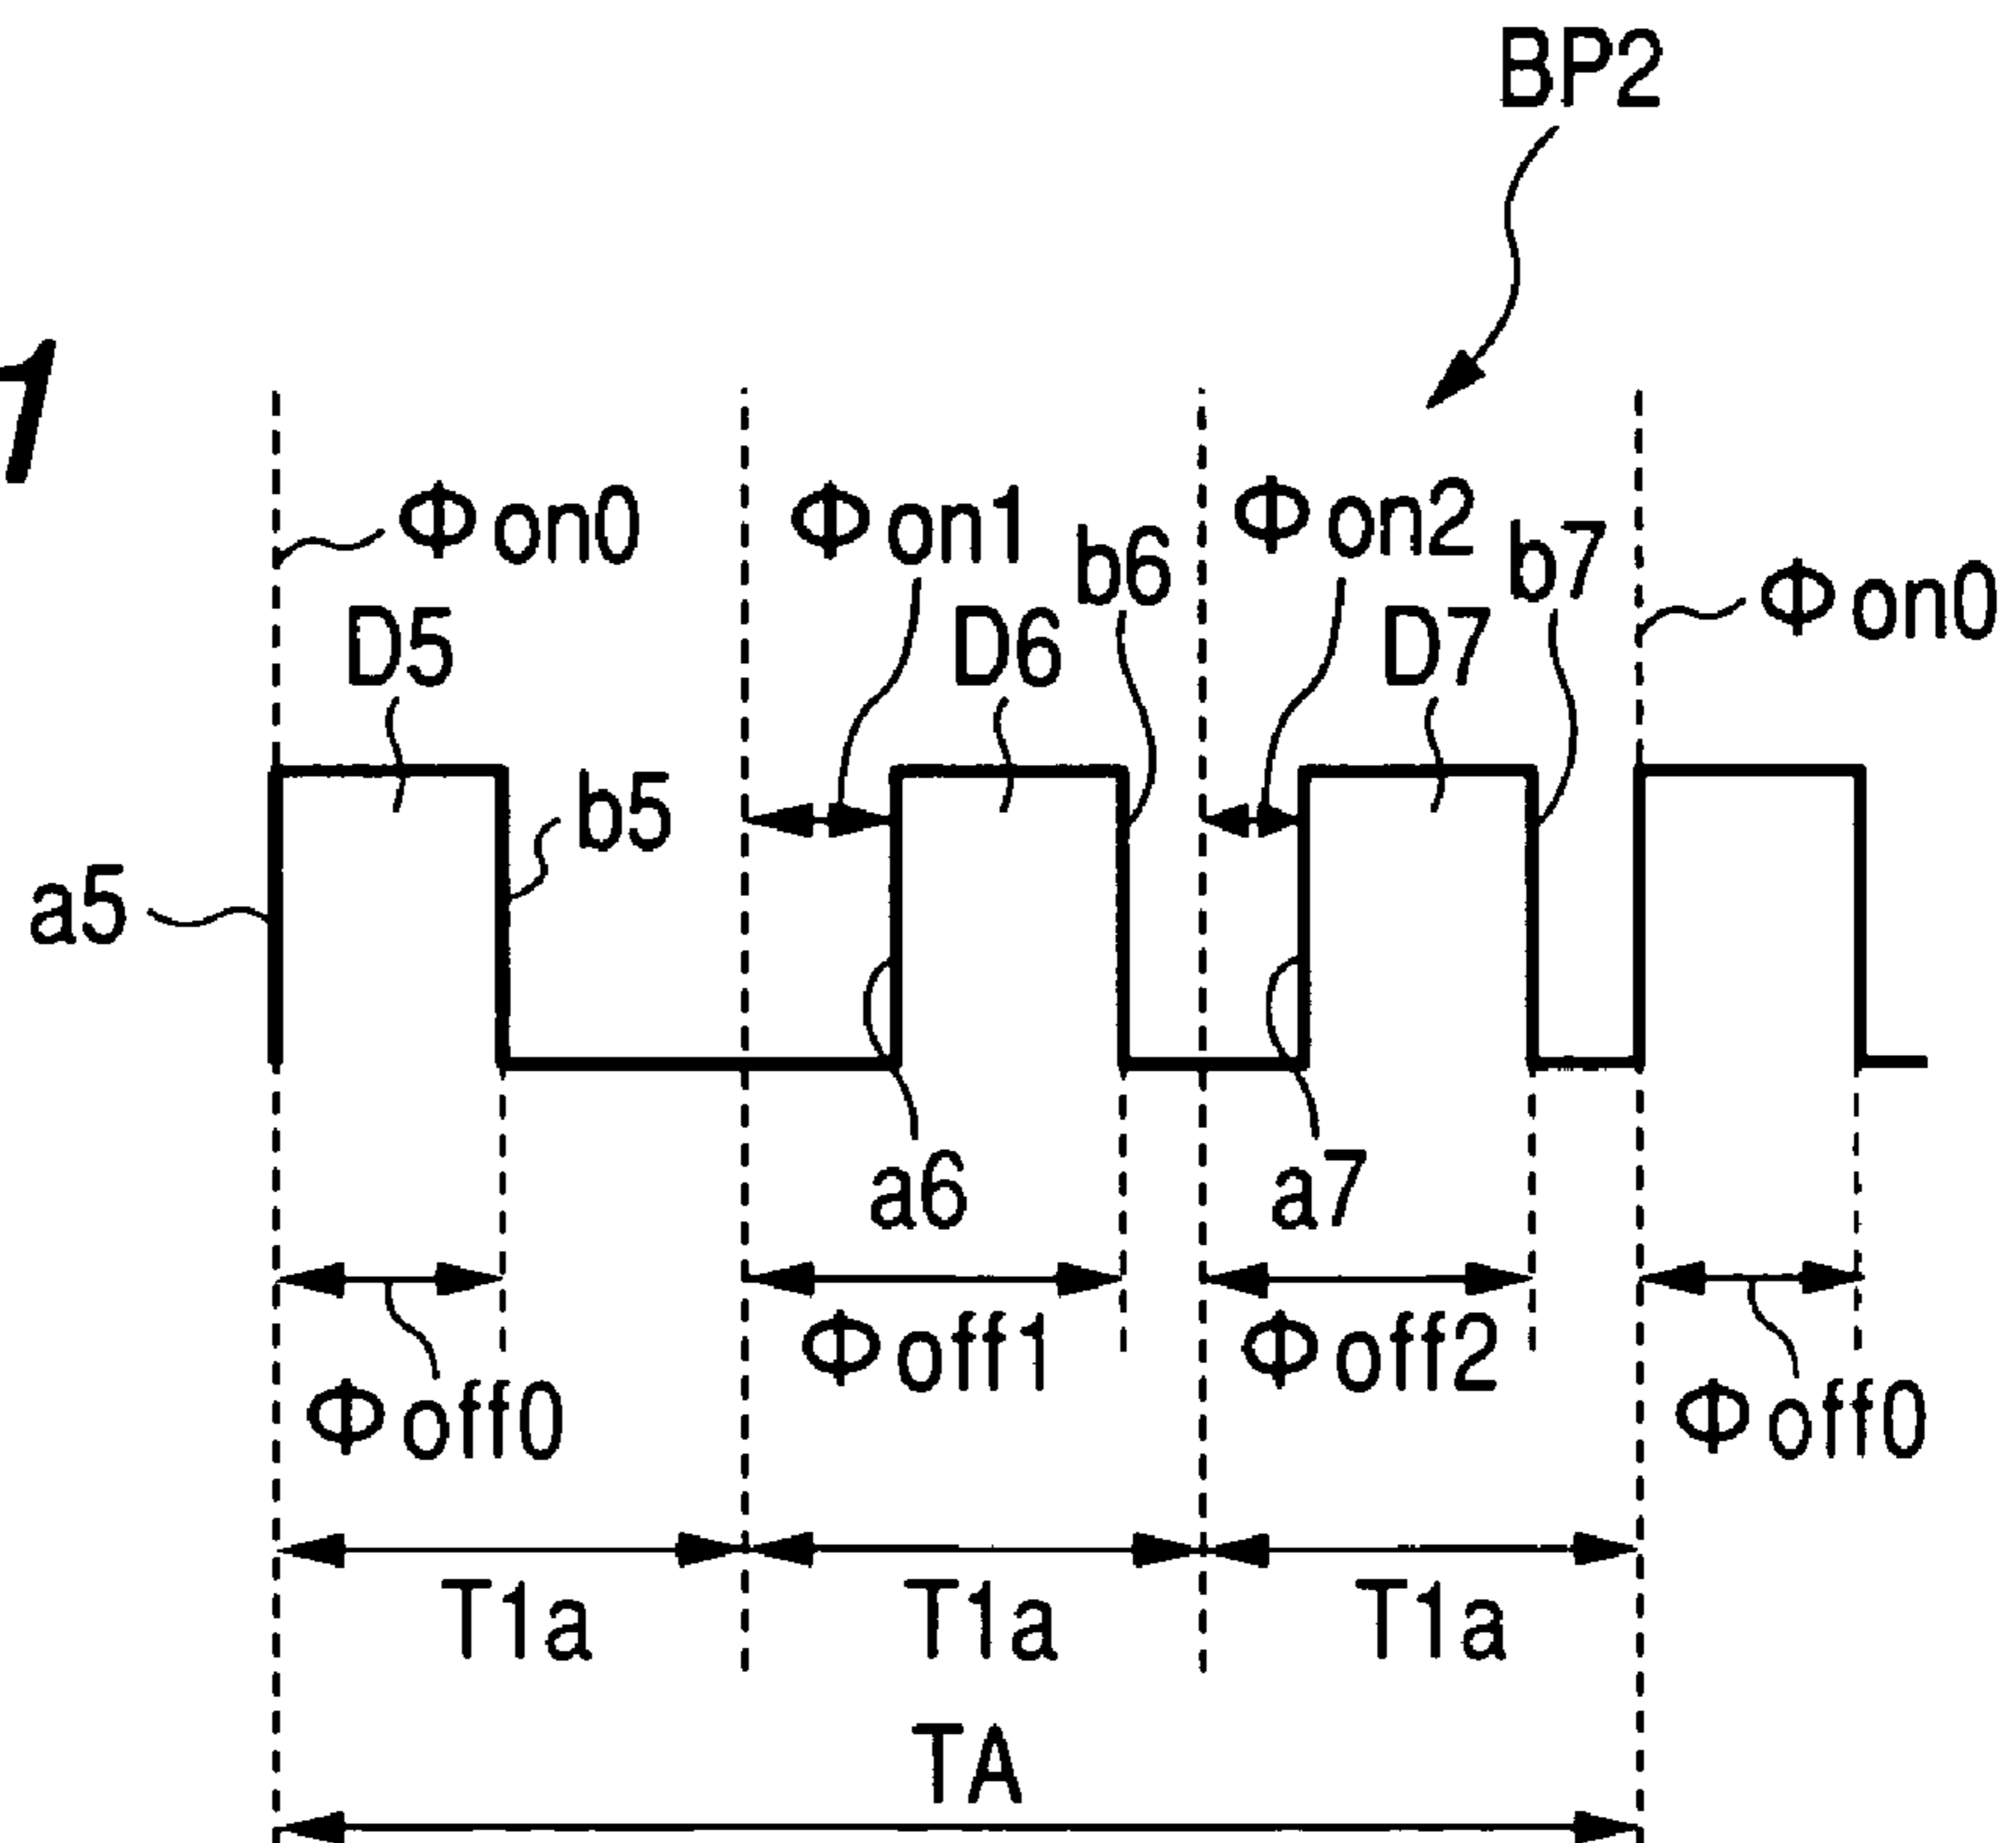 BP2
1
Φon0
Φon1
Φon2
b6
b7
Φon0
D5
D6
D7
b5
a5
a6
a7
Φoff1
Φoff2
Φoff0
Φoff0
T1a
T1a
T1a
TA